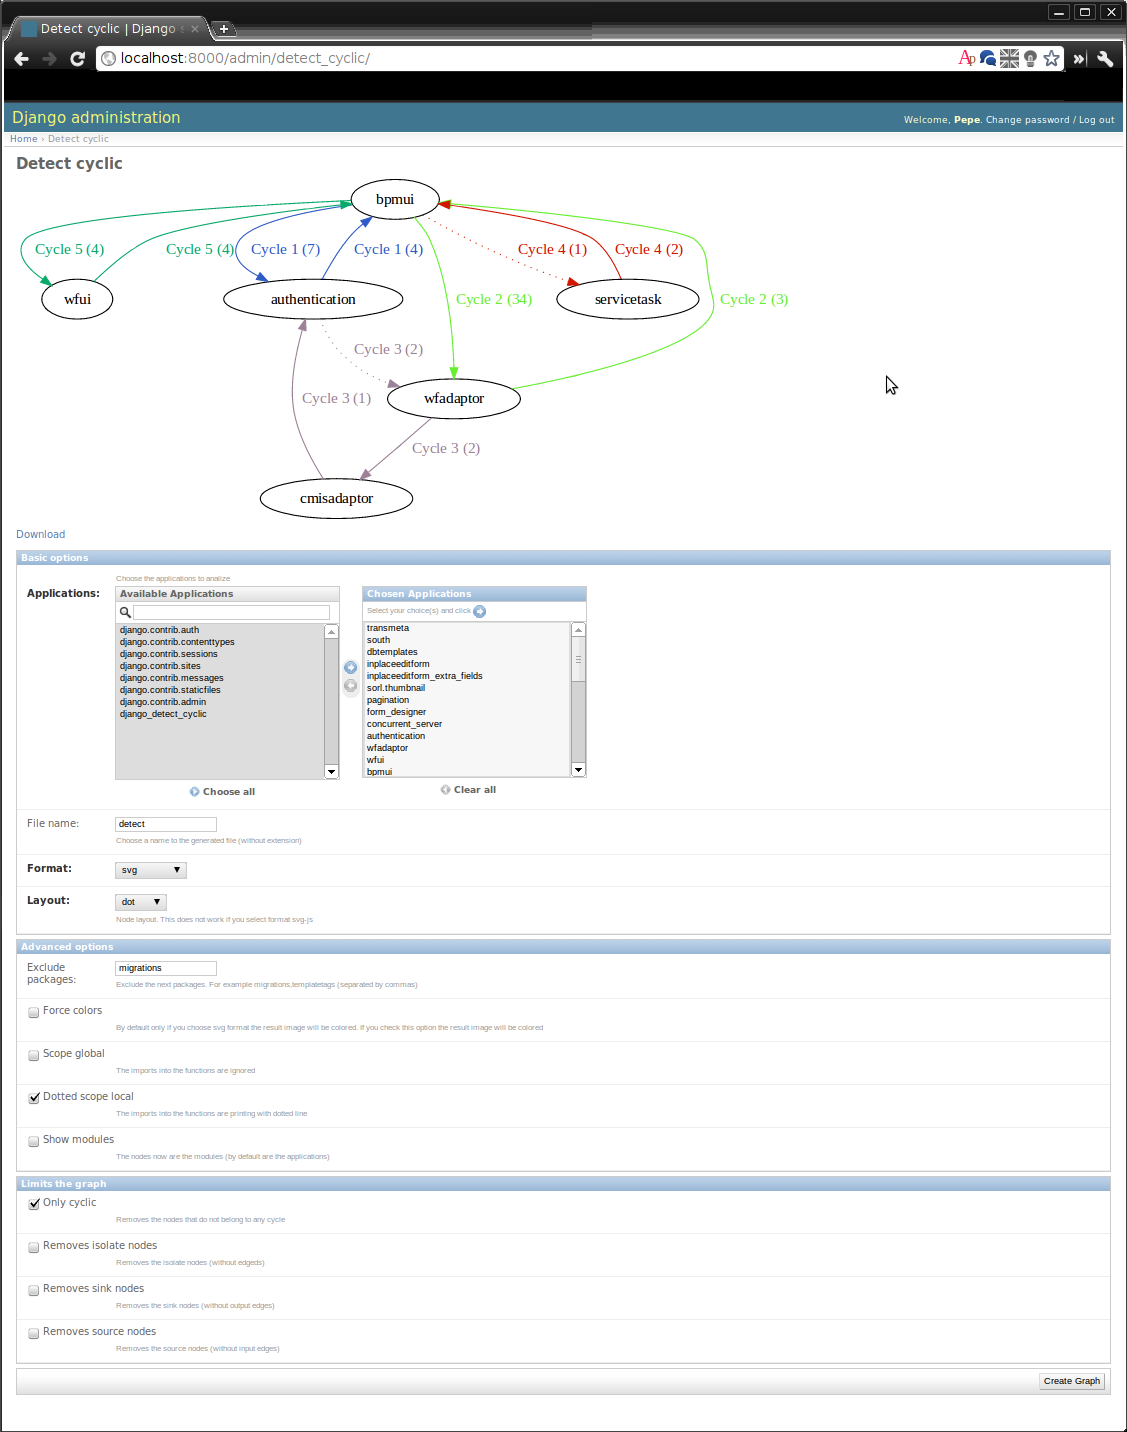 Detect cyclic | Django s
localhost:8000/admin/detect_cyclic/
Django administration
Welcome, Pepe. Change password / Log out
Home › Detect cyclic
Detect cyclic
bpmui
Cycle 5 (4)
Cycle 5 (4)
Cycle 1 (7)
Cycle 1 (4)
Cycle 4 (1)
Cycle 4 (2)
wfui
authentication
Cycle 2 (34)
servicetask
Cycle 2 (3)
Cycle 3 (2)
Cycle 3 (1)
wfadaptor
Cycle 3 (2)
cmisadaptor
Download
Basic options
Choose the applications to analize
Applications:
Available Applications
django.contrib.auth
django.contrib.contenttypes
django.contrib.sessions
django.contrib.sites
django.contrib.messages
django.contrib.staticfiles
django.contrib.admin
django_detect_cyclic
Choose all
Chosen Applications
Select your choice(s) and click
transmeta
south
dbtemplates
inplaceeditform
inplaceeditform_extra_fields
sorl.thumbnail
pagination
form_designer
concurrent_server
authentication
wfadaptor
wfui
bpmui
Clear all
File name:
detect
Choose a name to the generated file (without extension)
Format:
svg
Layout:
dot
Node layout. This does not work if you select format svg-js
Advanced options
Exclude
packages:
migrations
Exclude the next packages. For example migrations,templatetags (separated by commas)
Force colors
By default only if you choose svg format the result image will be colored. If you check this option the result image will be colored
Scope global
The imports into the functions are ignored
Dotted scope local
The imports into the functions are printing with dotted line
Show modules
The nodes now are the modules (by default are the applications)
Limits the graph
Only cyclic
Removes the nodes that do not belong to any cycle
Removes isolate nodes
Removes the isolate nodes (without edgeds)
Removes sink nodes
Removes the sink nodes (without output edges)
Removes source nodes
Removes the source nodes (without input edges)
Create Graph